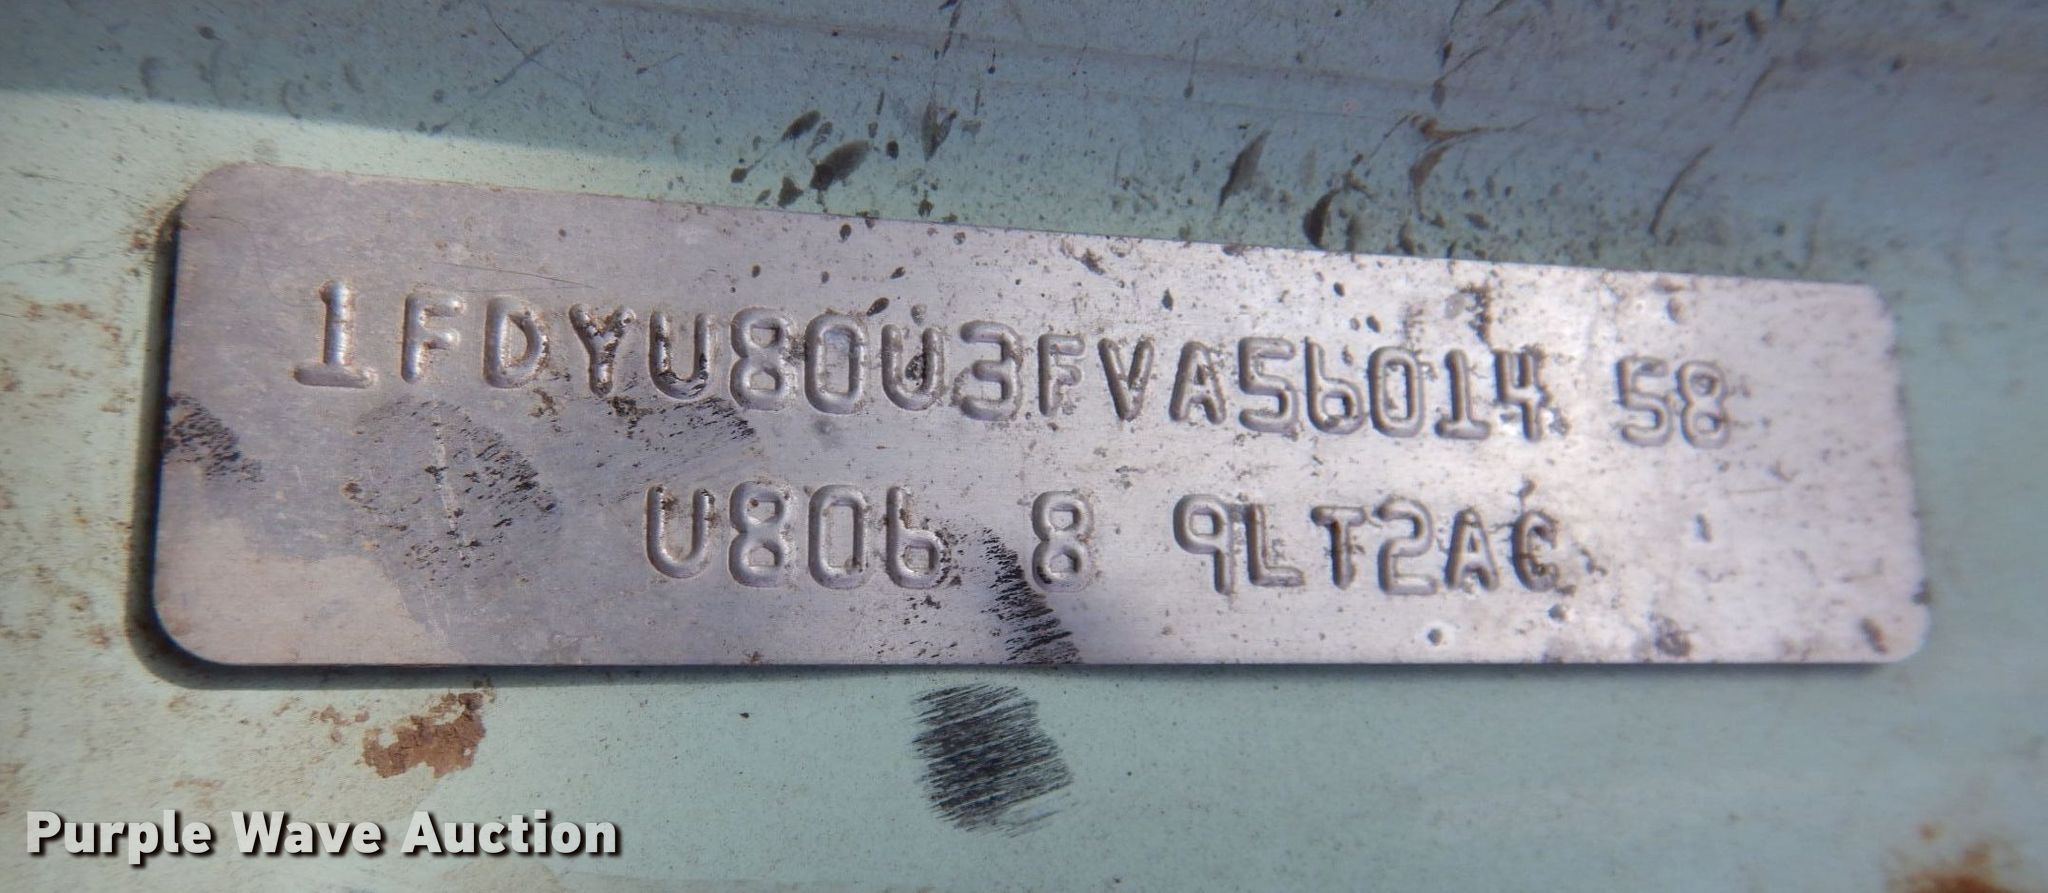 1FDYU80U3FVA56014 58
U806 8 9LT2AC
Purple Wave Auction